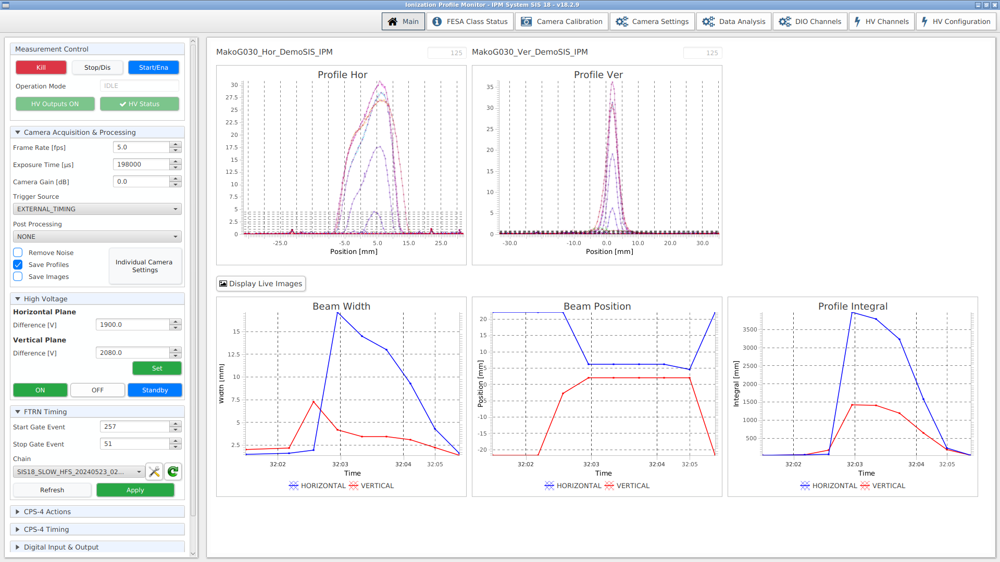 Ionization Profile Monitor - IPM System SIS 18 - v18.2.9
Main
FESA Class Status
Camera Calibration
Camera Settings
Data Analysis
DIO Channels
HV Channels
HV Configuration
Measurement Control
Kill
Stop/Dis
Start/Ena
Operation Mode
IDLE
HV Outputs ON
HV Status
Camera Acquisition & Processing
Frame Rate [fps]
5.0
Exposure Time [µs]
198000
Camera Gain [dB]
0.0
Trigger Source
EXTERNAL_TIMING
Post Processing
NONE
Remove Noise
Save Profiles
Save Images
Individual Camera
Settings
High Voltage
Horizontal Plane
Difference [V]
1900.0
Vertical Plane
Difference [V]
2080.0
Set
ON
OFF
Standby
FTRN Timing
Start Gate Event
257
Stop Gate Event
51
Chain
SIS18_SLOW_HFS_20240523_02...
Refresh
Apply
CPS-4 Actions
CPS-4 Timing
Digital Input & Output
MakoG030_Hor_DemoSIS_IPM
125
Profile Hor
30
27.5
25
22.5
20
17.5
15
12.5
10
7.5
5
2.5
0
-25.0
-5.0
5.0
15.0
25.0
Position [mm]
MakoG030_Ver_DemoSIS_IPM
125
Profile Ver
35
30
25
20
15
10
5
0
-30.0
-10.0
0.0
10.0
20.0
30.0
Position [mm]
Display Live Images
Beam Width
Width [mm]
15
12.5
10
7.5
5
2.5
32:02
32:03
32:04
32:05
Time
HORIZONTAL
VERTICAL
Beam Position
Position [mm]
20
15
10
5
0
-5
-10
-15
-20
32:02
32:03
32:04
32:05
Time
HORIZONTAL
VERTICAL
Profile Integral
Integral [mm]
3500
3000
2500
2000
1500
1000
500
32:02
32:03
32:04
32:05
Time
HORIZONTAL
VERTICAL